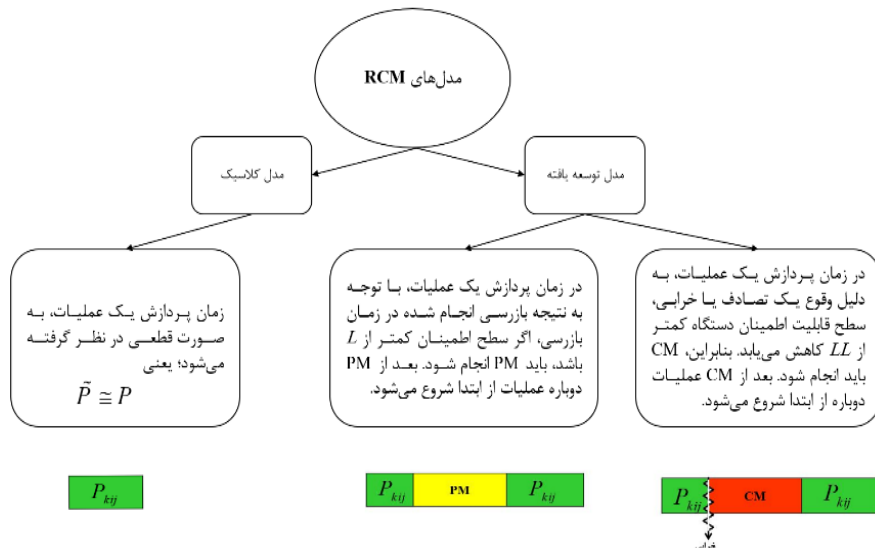 مدل‌های RCM
مدل توسعه یافته
مدل کلاسیک
در زمان پردازش یک عملیات، به
دلیل وقوع یک تصادف یا خرابی،
سطح قابلیت اطمینان دستگاه کمتر
از LL کاهش می‌یابد. بنابراین، CM
باید انجام شود. بعد از CM عملیات
دوباره از ابتدا شروع می‌شود.
در زمان پردازش یک عملیات، با توجه
به نتیجه بازرسی انجام شده در زمان
بازرسی، اگر سطح اطمینان کمتر از L
باشد، باید PM انجام شود. بعد از PM
دوباره عملیات از ابتدا شروع می‌شود.
زمان پردازش یک عملیات، به
صورت قطعی در نظر گرفته
می‌شود؛ یعنی
P̃ ≅ P
P_kij
P_kij PM P_kij
P_kij CM P_kij